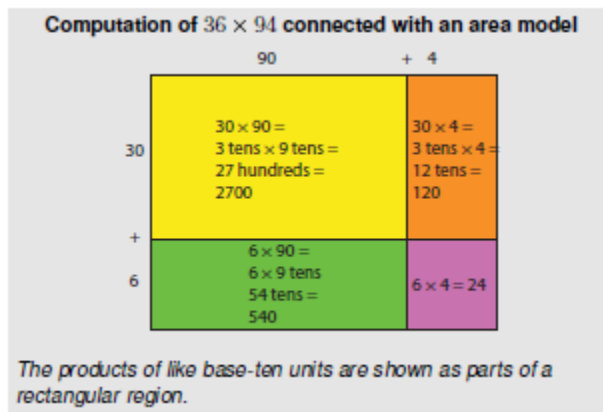 Computation of 36 × 94 connected with an area model
90 + 4
30 × 90 =
3 tens × 9 tens =
27 hundreds =
2700
30 × 4 =
3 tens × 4 =
12 tens =
120
30
+
6
6 × 90 =
6 × 9 tens
54 tens =
540
6 × 4 = 24
The products of like base-ten units are shown as parts of a
rectangular region.